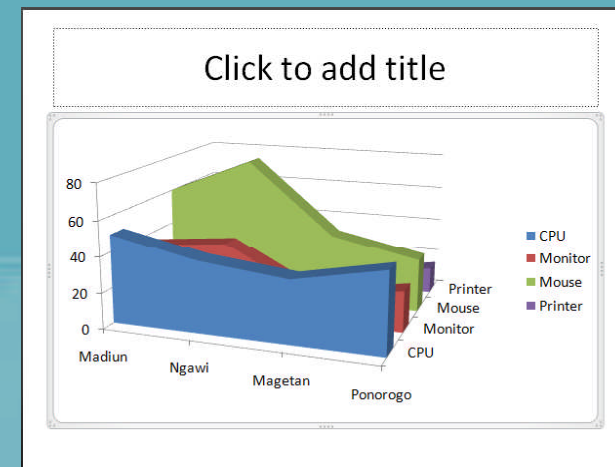 Click to add title
80
60
40
20
0
Madiun
Ngawi
Magetan
Ponorogo
CPU
Monitor
Mouse
Printer
CPU
Monitor
Mouse
Printer